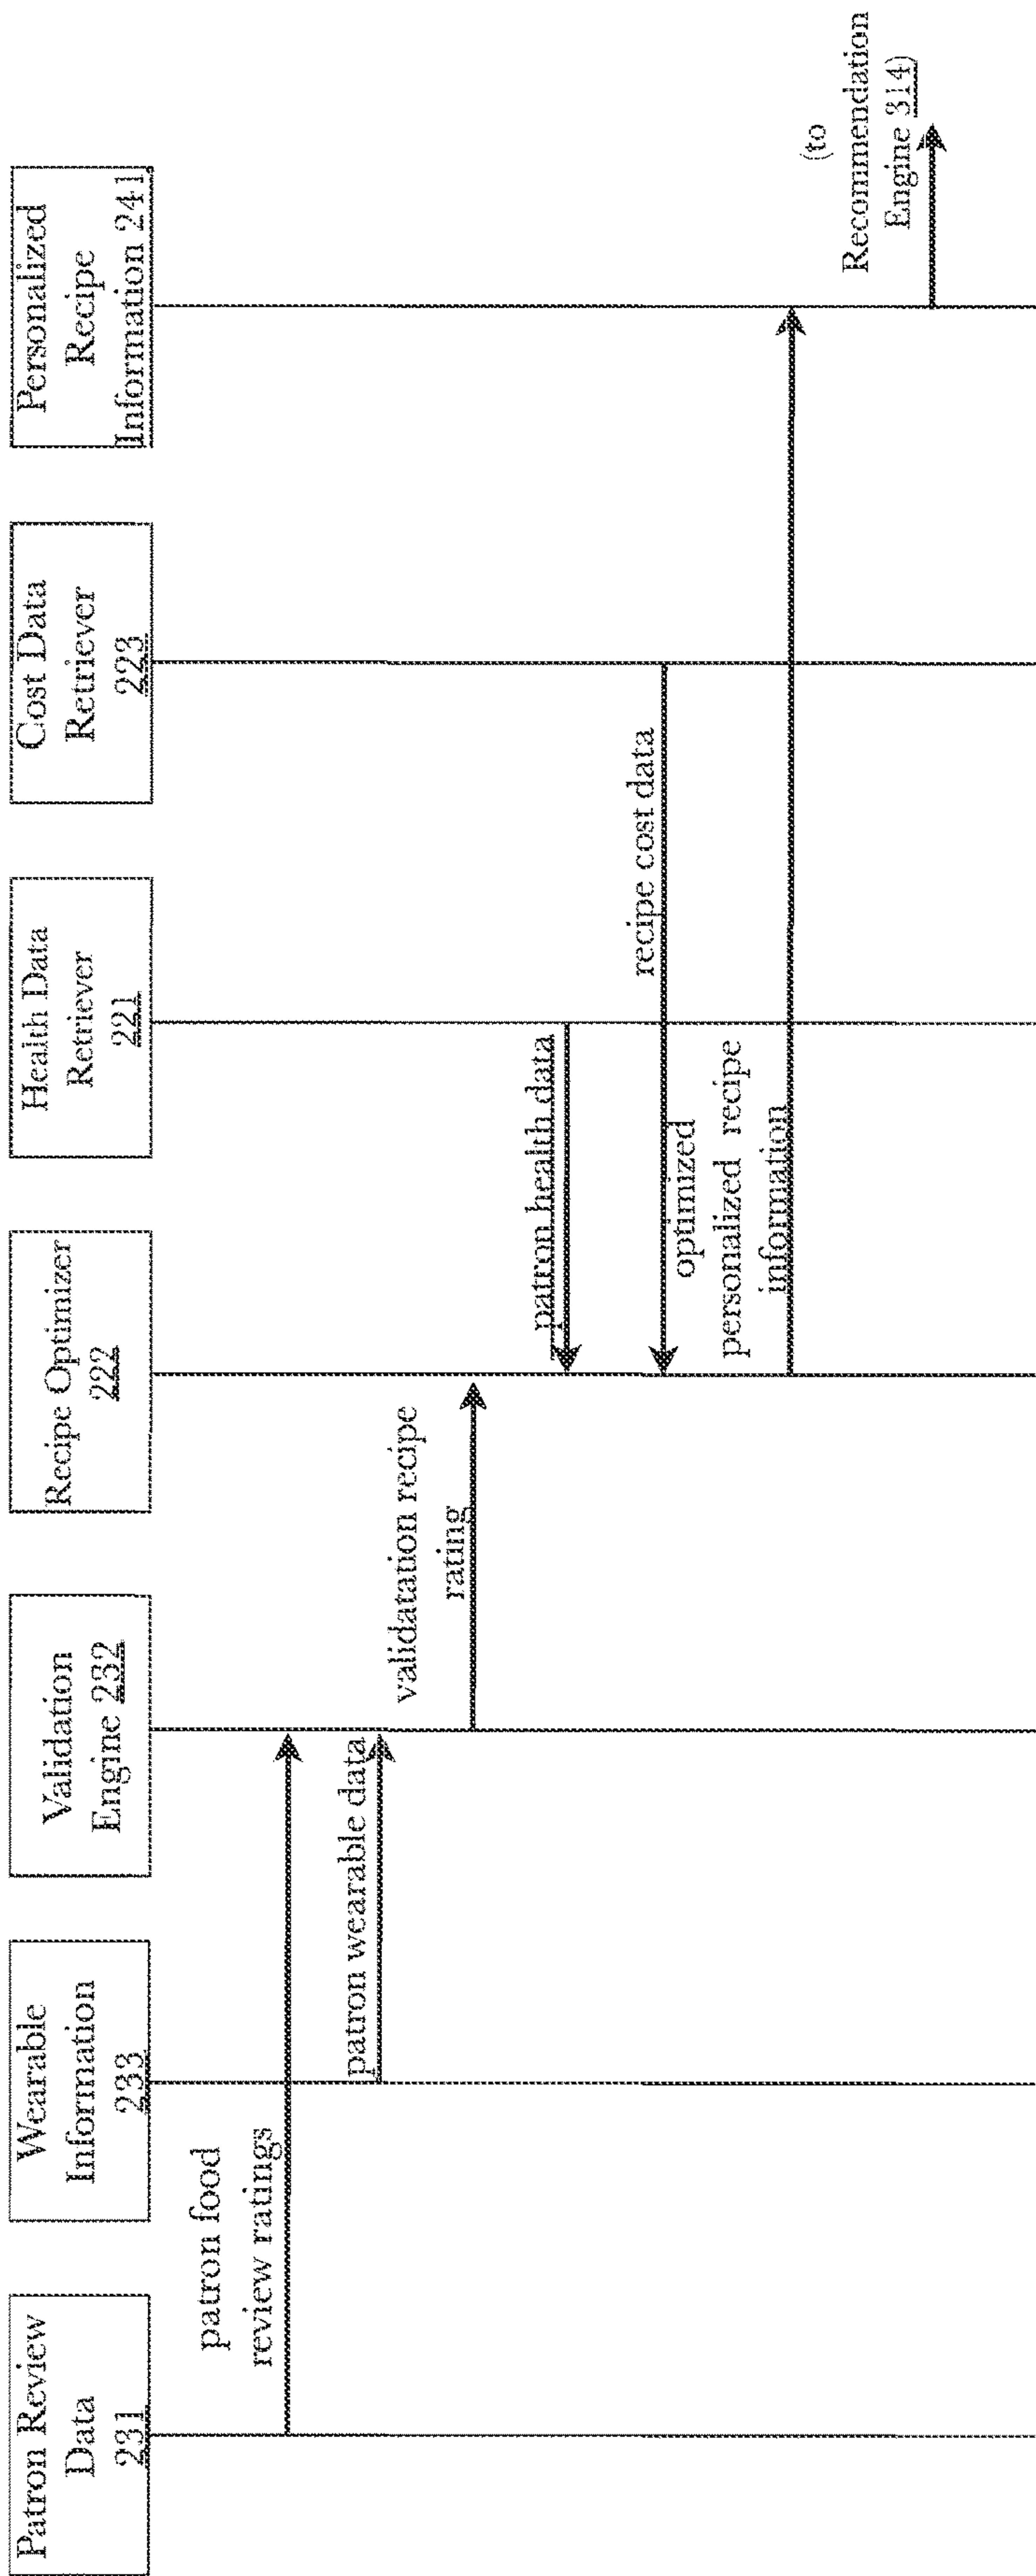 Patron Review
Data
231
Wearable
Information
233
Validation
Engine 232
Recipe Optimizer
222
Health Data
Retriever
221
Cost Data
Retriever
223
Personalized
Recipe
Information 241
patron food
review ratings
patron wearable data
validatation recipe
rating
patron health data
recipe cost data
optimized
personalized recipe
information
(to
Recommendation
Engine 314)